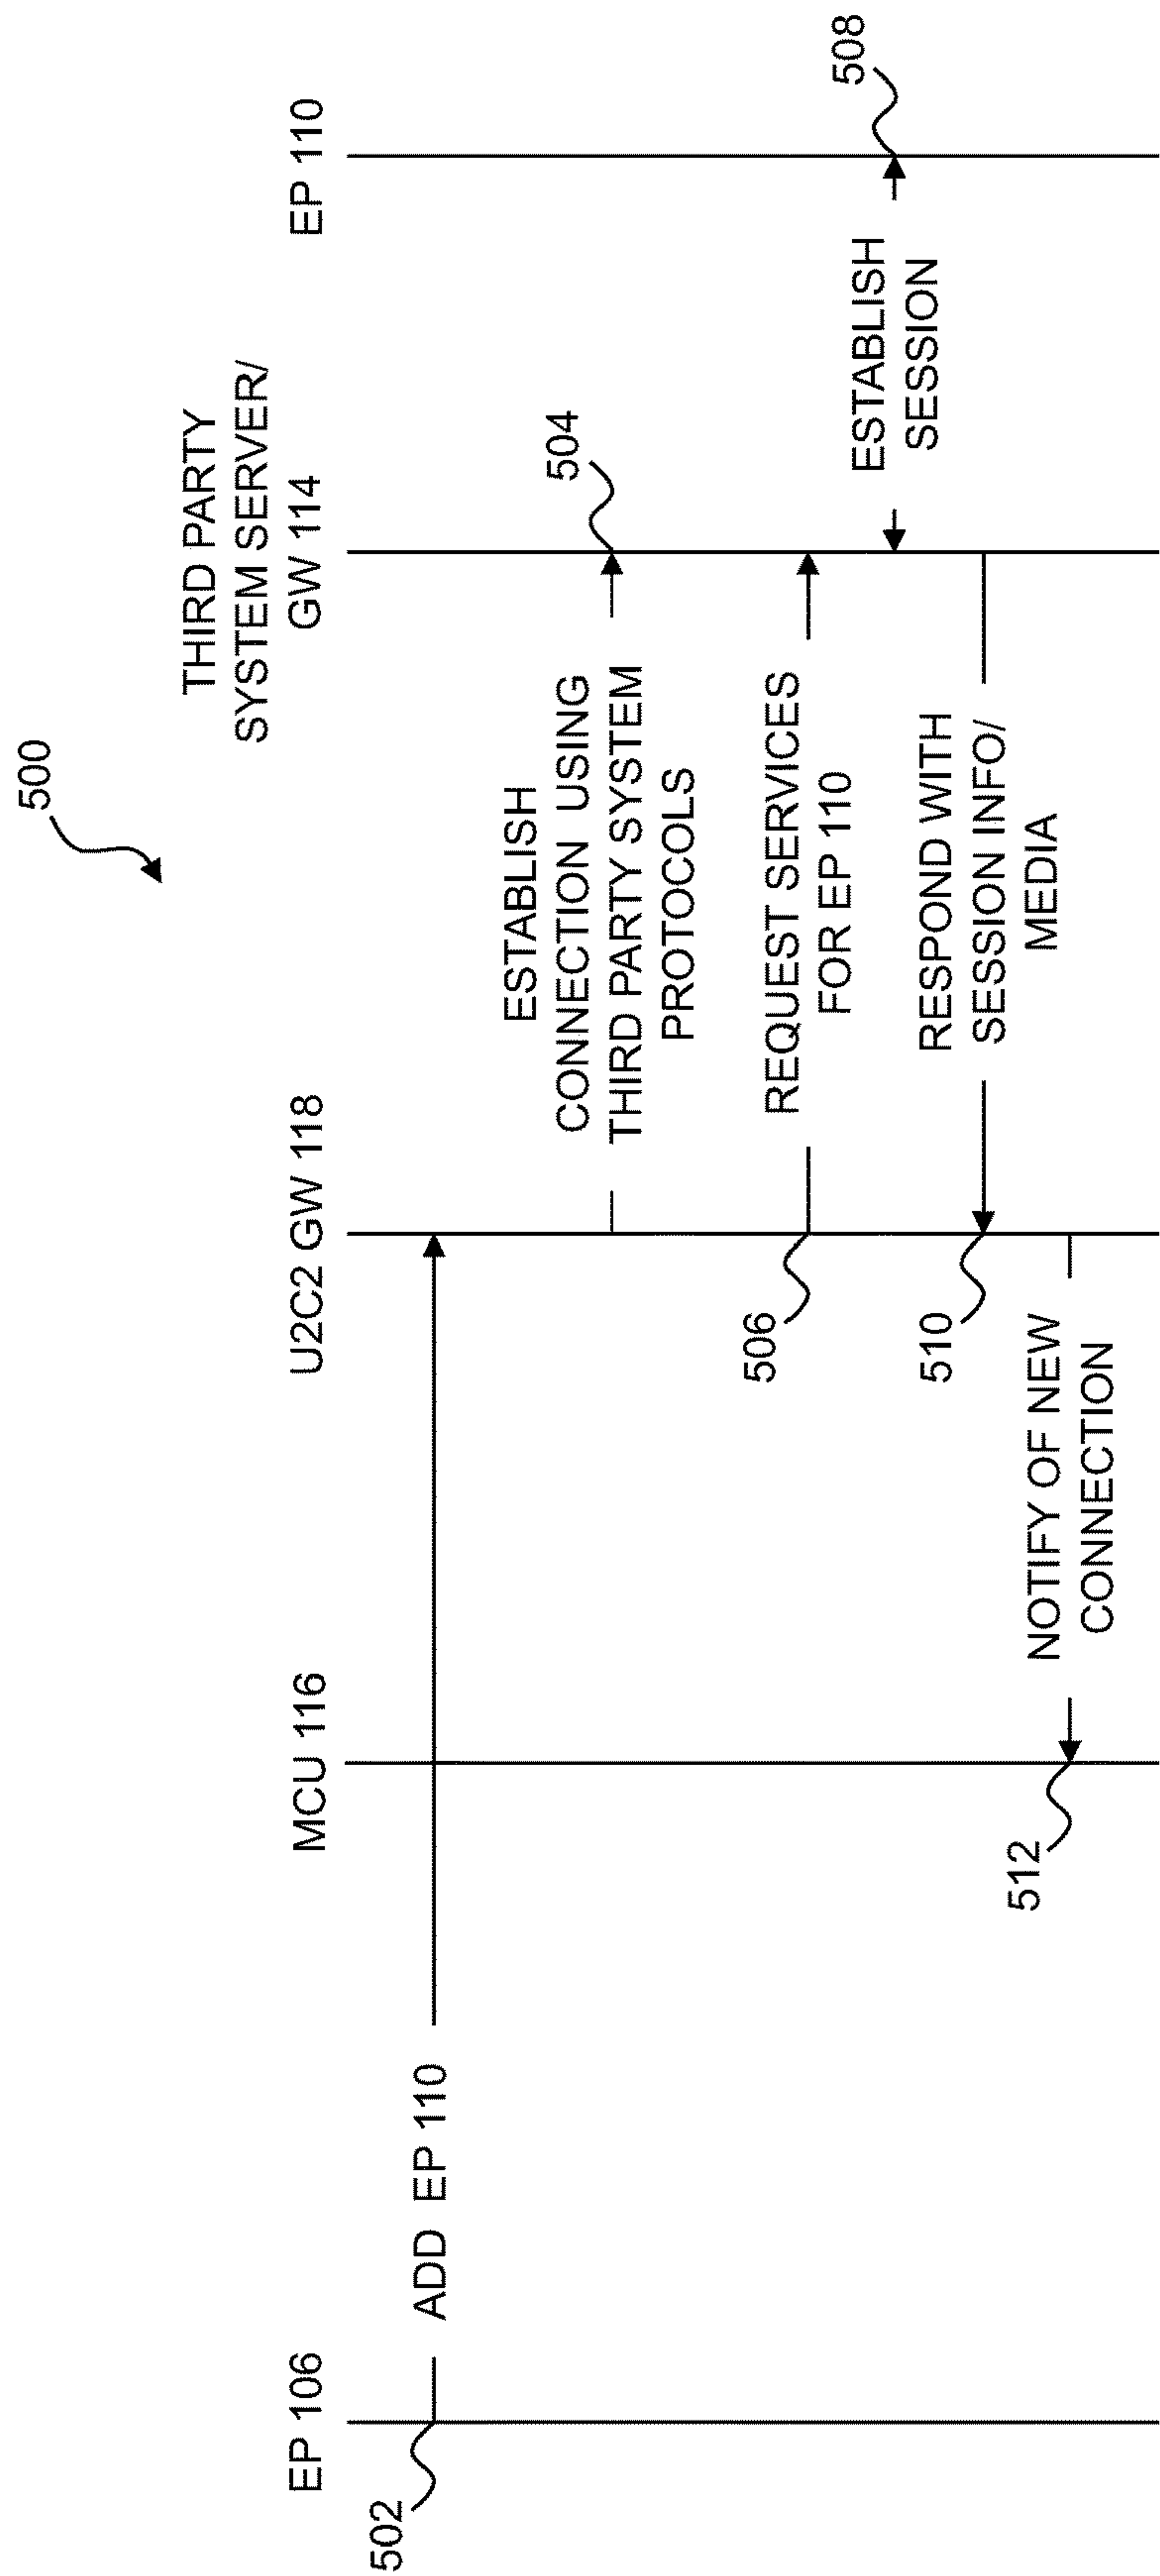 500
EP 106
MCU 116
U2C2 GW 118
THIRD PARTY
SYSTEM SERVER/
GW 114
EP 110
502
ADD EP 110
ESTABLISH
CONNECTION USING
THIRD PARTY SYSTEM
PROTOCOLS
504
506
REQUEST SERVICES
FOR EP 110
ESTABLISH
SESSION
508
510
RESPOND WITH
SESSION INFO/
MEDIA
512
NOTIFY OF NEW
CONNECTION